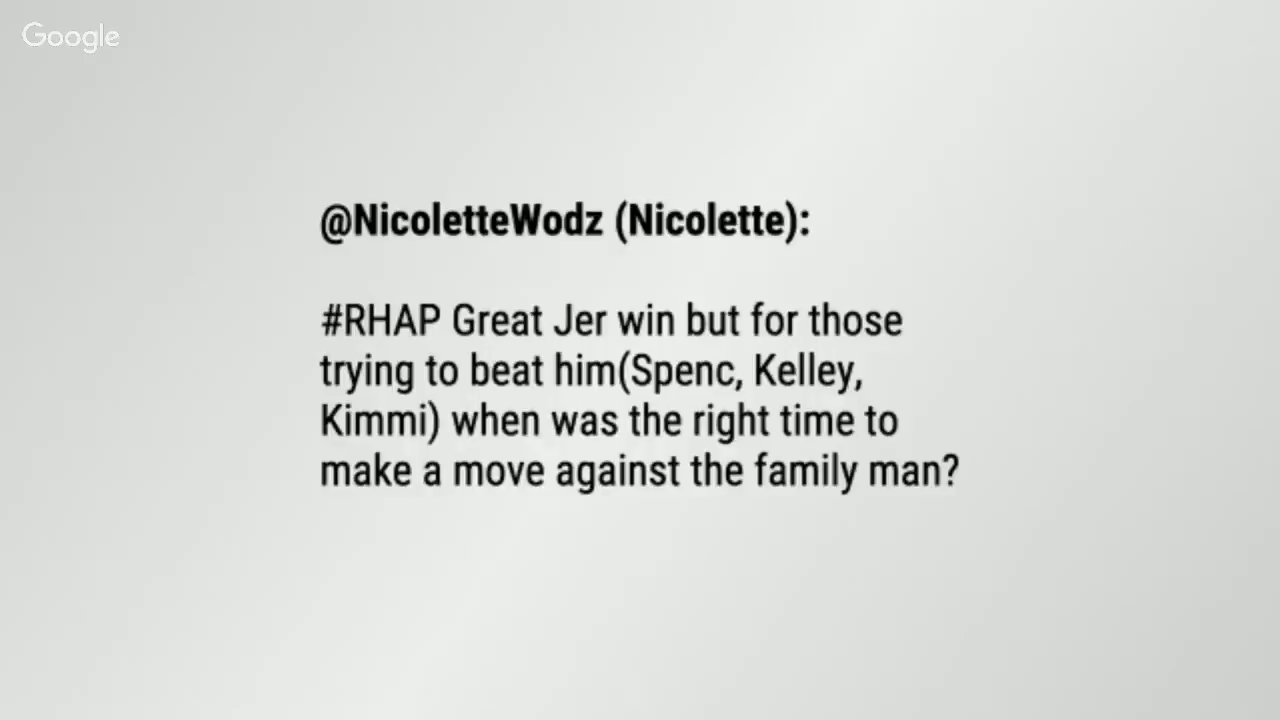 Google
@NicoletteWodz (Nicolette):
#RHAP Great Jer win but for those
trying to beat him(Spenc, Kelley,
Kimmi) when was the right time to
make a move against the family man?